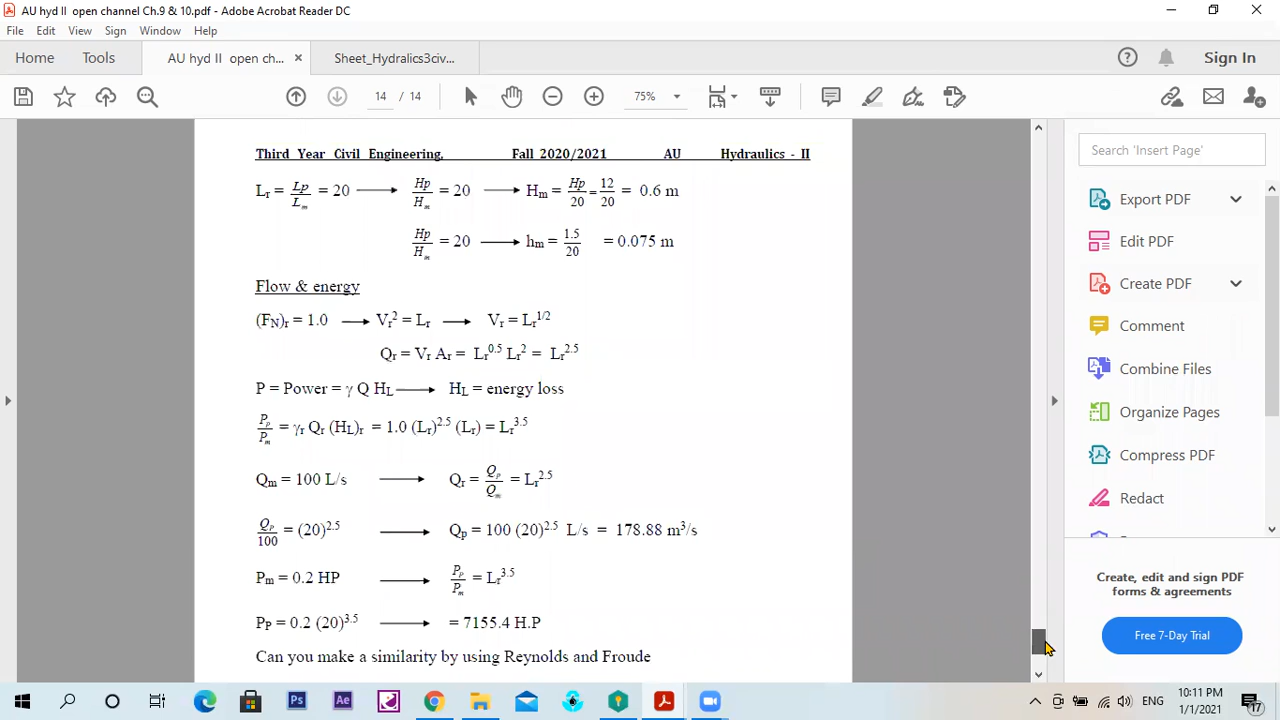 AU hyd II open channel Ch.9 & 10.pdf - Adobe Acrobat Reader DC
File Edit View Sign Window Help
Home Tools AU hyd II open ch... × Sheet_Hydralics3civ... Sign In
14 / 14 75%
Third Year Civil Engineering, Fall 2020/2021 AU Hydraulics - II
Lr = Lp/Lm = 20 → Hp/Hm = 20 → Hm = Hp/20 = 12/20 = 0.6 m
Hp/Hm = 20 → hm = 1.5/20 = 0.075 m
Flow & energy
(FN)r = 1.0 → Vr² = Lr → Vr = Lr^1/2
Qr = Vr Ar = Lr^0.5 Lr² = Lr^2.5
P = Power = γ Q HL → HL = energy loss
Pp/Pm = γr Qr (HL)r = 1.0 (Lr)^2.5 (Lr) = Lr^3.5
Qm = 100 L/s → Qr = Qp/Qm = Lr^2.5
Qp/100 = (20)^2.5 → Qp = 100 (20)^2.5 L/s = 178.88 m³/s
Pm = 0.2 HP → Pp/Pm = Lr^3.5
PP = 0.2 (20)^3.5 → = 7155.4 H.P
Can you make a similarity by using Reynolds and Froude
Search 'Insert Page'
Export PDF
Edit PDF
Create PDF
Comment
Combine Files
Organize Pages
Compress PDF
Redact
Create, edit and sign PDF
forms & agreements
Free 7-Day Trial
Ps Ae ENG 10:11 PM
1/1/2021 17